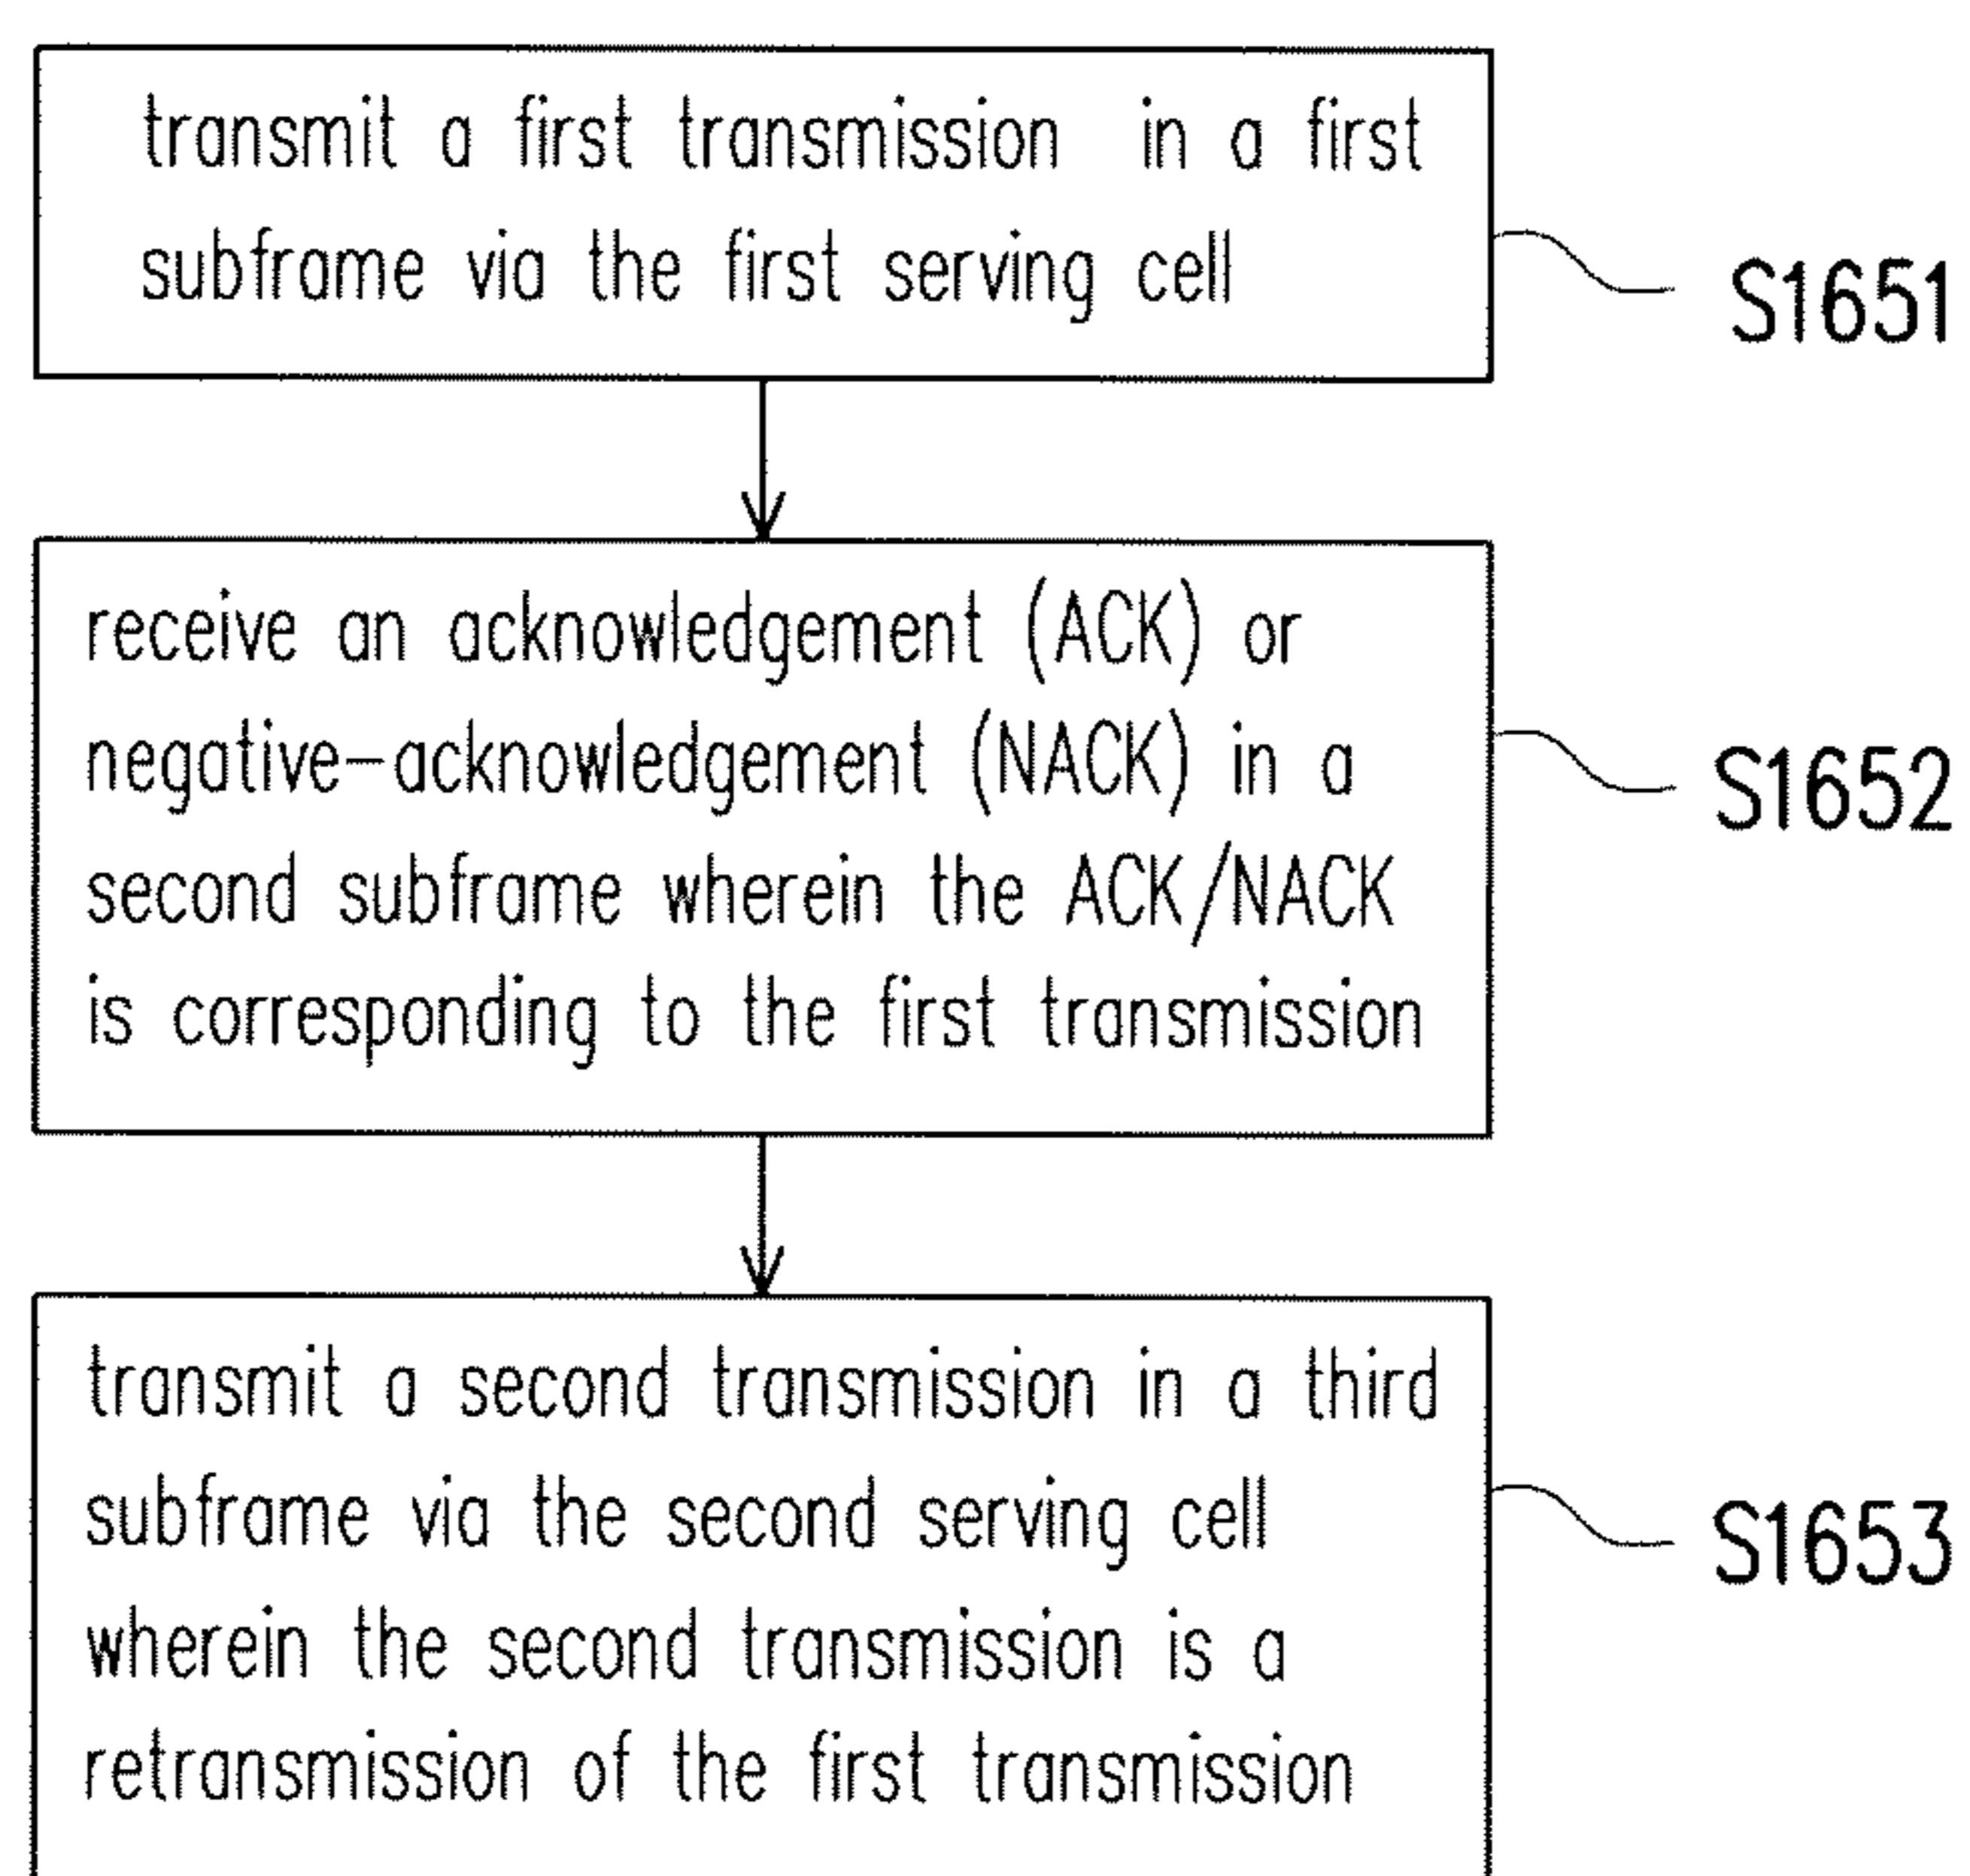 transmit a first transmission in a first
subframe via the first serving cell
S1651
receive an acknowledgement (ACK) or
negative-acknowledgement (NACK) in a
second subframe wherein the ACK/NACK
is corresponding to the first transmission
S1652
transmit a second transmission in a third
subframe via the second serving cell
wherein the second transmission is a
retransmission of the first transmission
S1653